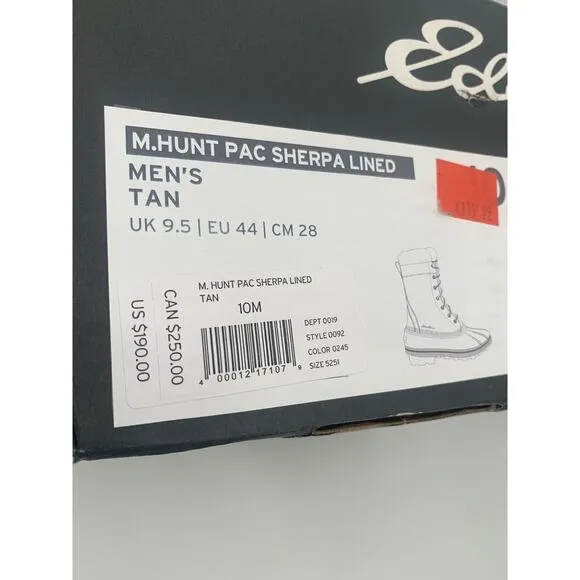 Ed
M.HUNT PAC SHERPA LINED
MEN'S
TAN
UK 9.5 | EU 44 | CM 28
US $190.00
CAN $250.00
M. HUNT PAC SHERPA LINED
TAN
10M
DEPT 0019
STYLE 0092
COLOR 0245
SIZE 5251
4 00012 17107 9